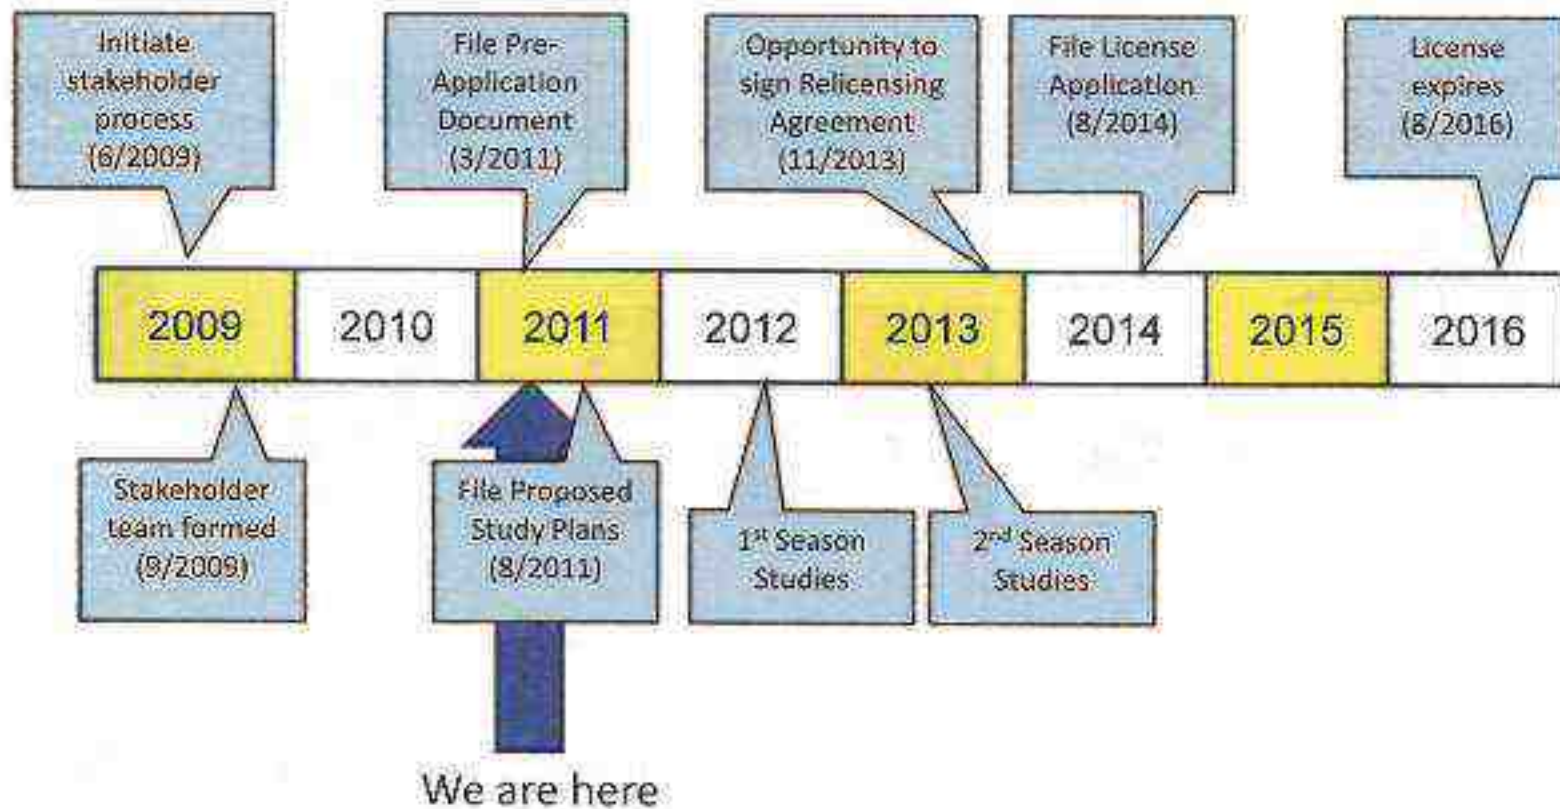 Initiate
stakeholder
process
(6/2009)
File Pre-
Application
Document
(3/2011)
Opportunity to
sign Relicensing
Agreement
(11/2013)
File License
Application
(8/2014)
License
expires
(8/2016)
2009
2010
2011
2012
2013
2014
2015
2016
Stakeholder
team formed
(9/2009)
File Proposed
Study Plans
(8/2011)
1st Season
Studies
2nd Season
Studies
We are here